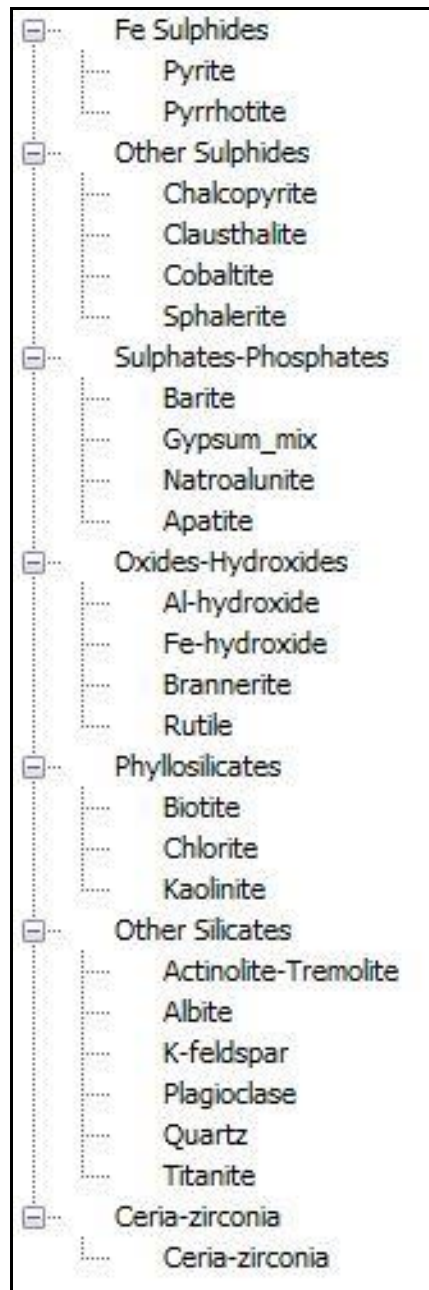 Fe Sulphides
Pyrite
Pyrrhotite
Other Sulphides
Chalcopyrite
Clausthalite
Cobaltite
Sphalerite
Sulphates-Phosphates
Barite
Gypsum_mix
Natroalunite
Apatite
Oxides-Hydroxides
Al-hydroxide
Fe-hydroxide
Brannerite
Rutile
Phyllosilicates
Biotite
Chlorite
Kaolinite
Other Silicates
Actinolite-Tremolite
Albite
K-feldspar
Plagioclase
Quartz
Titanite
Ceria-zirconia
Ceria-zirconia